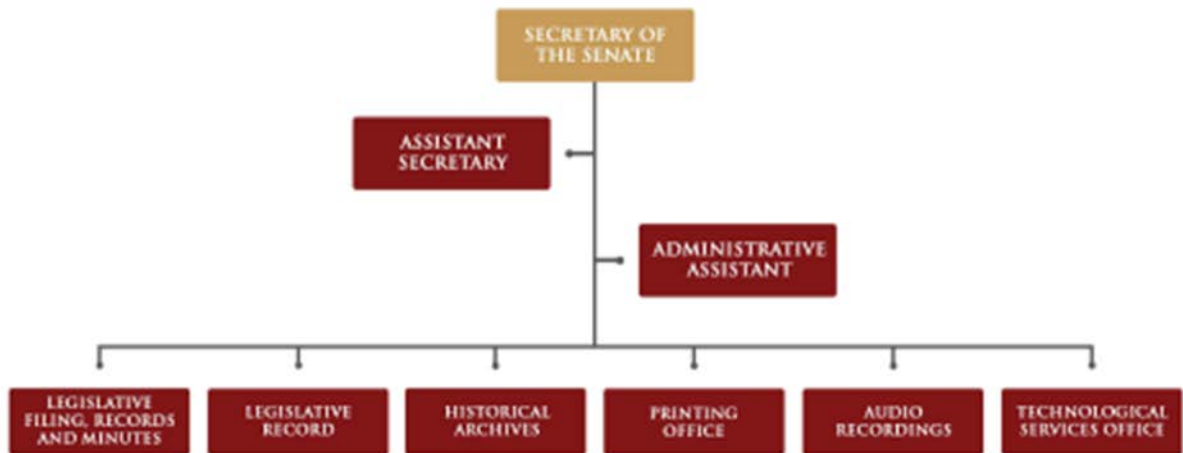 SECRETARY OF
THE SENATE
ASSISTANT
SECRETARY
ADMINISTRATIVE
ASSISTANT
LEGISLATIVE
FILING, RECORDS
AND MINUTES
LEGISLATIVE
RECORD
HISTORICAL
ARCHIVES
PRINTING
OFFICE
AUDIO
RECORDINGS
TECHNOLOGICAL
SERVICES OFFICE